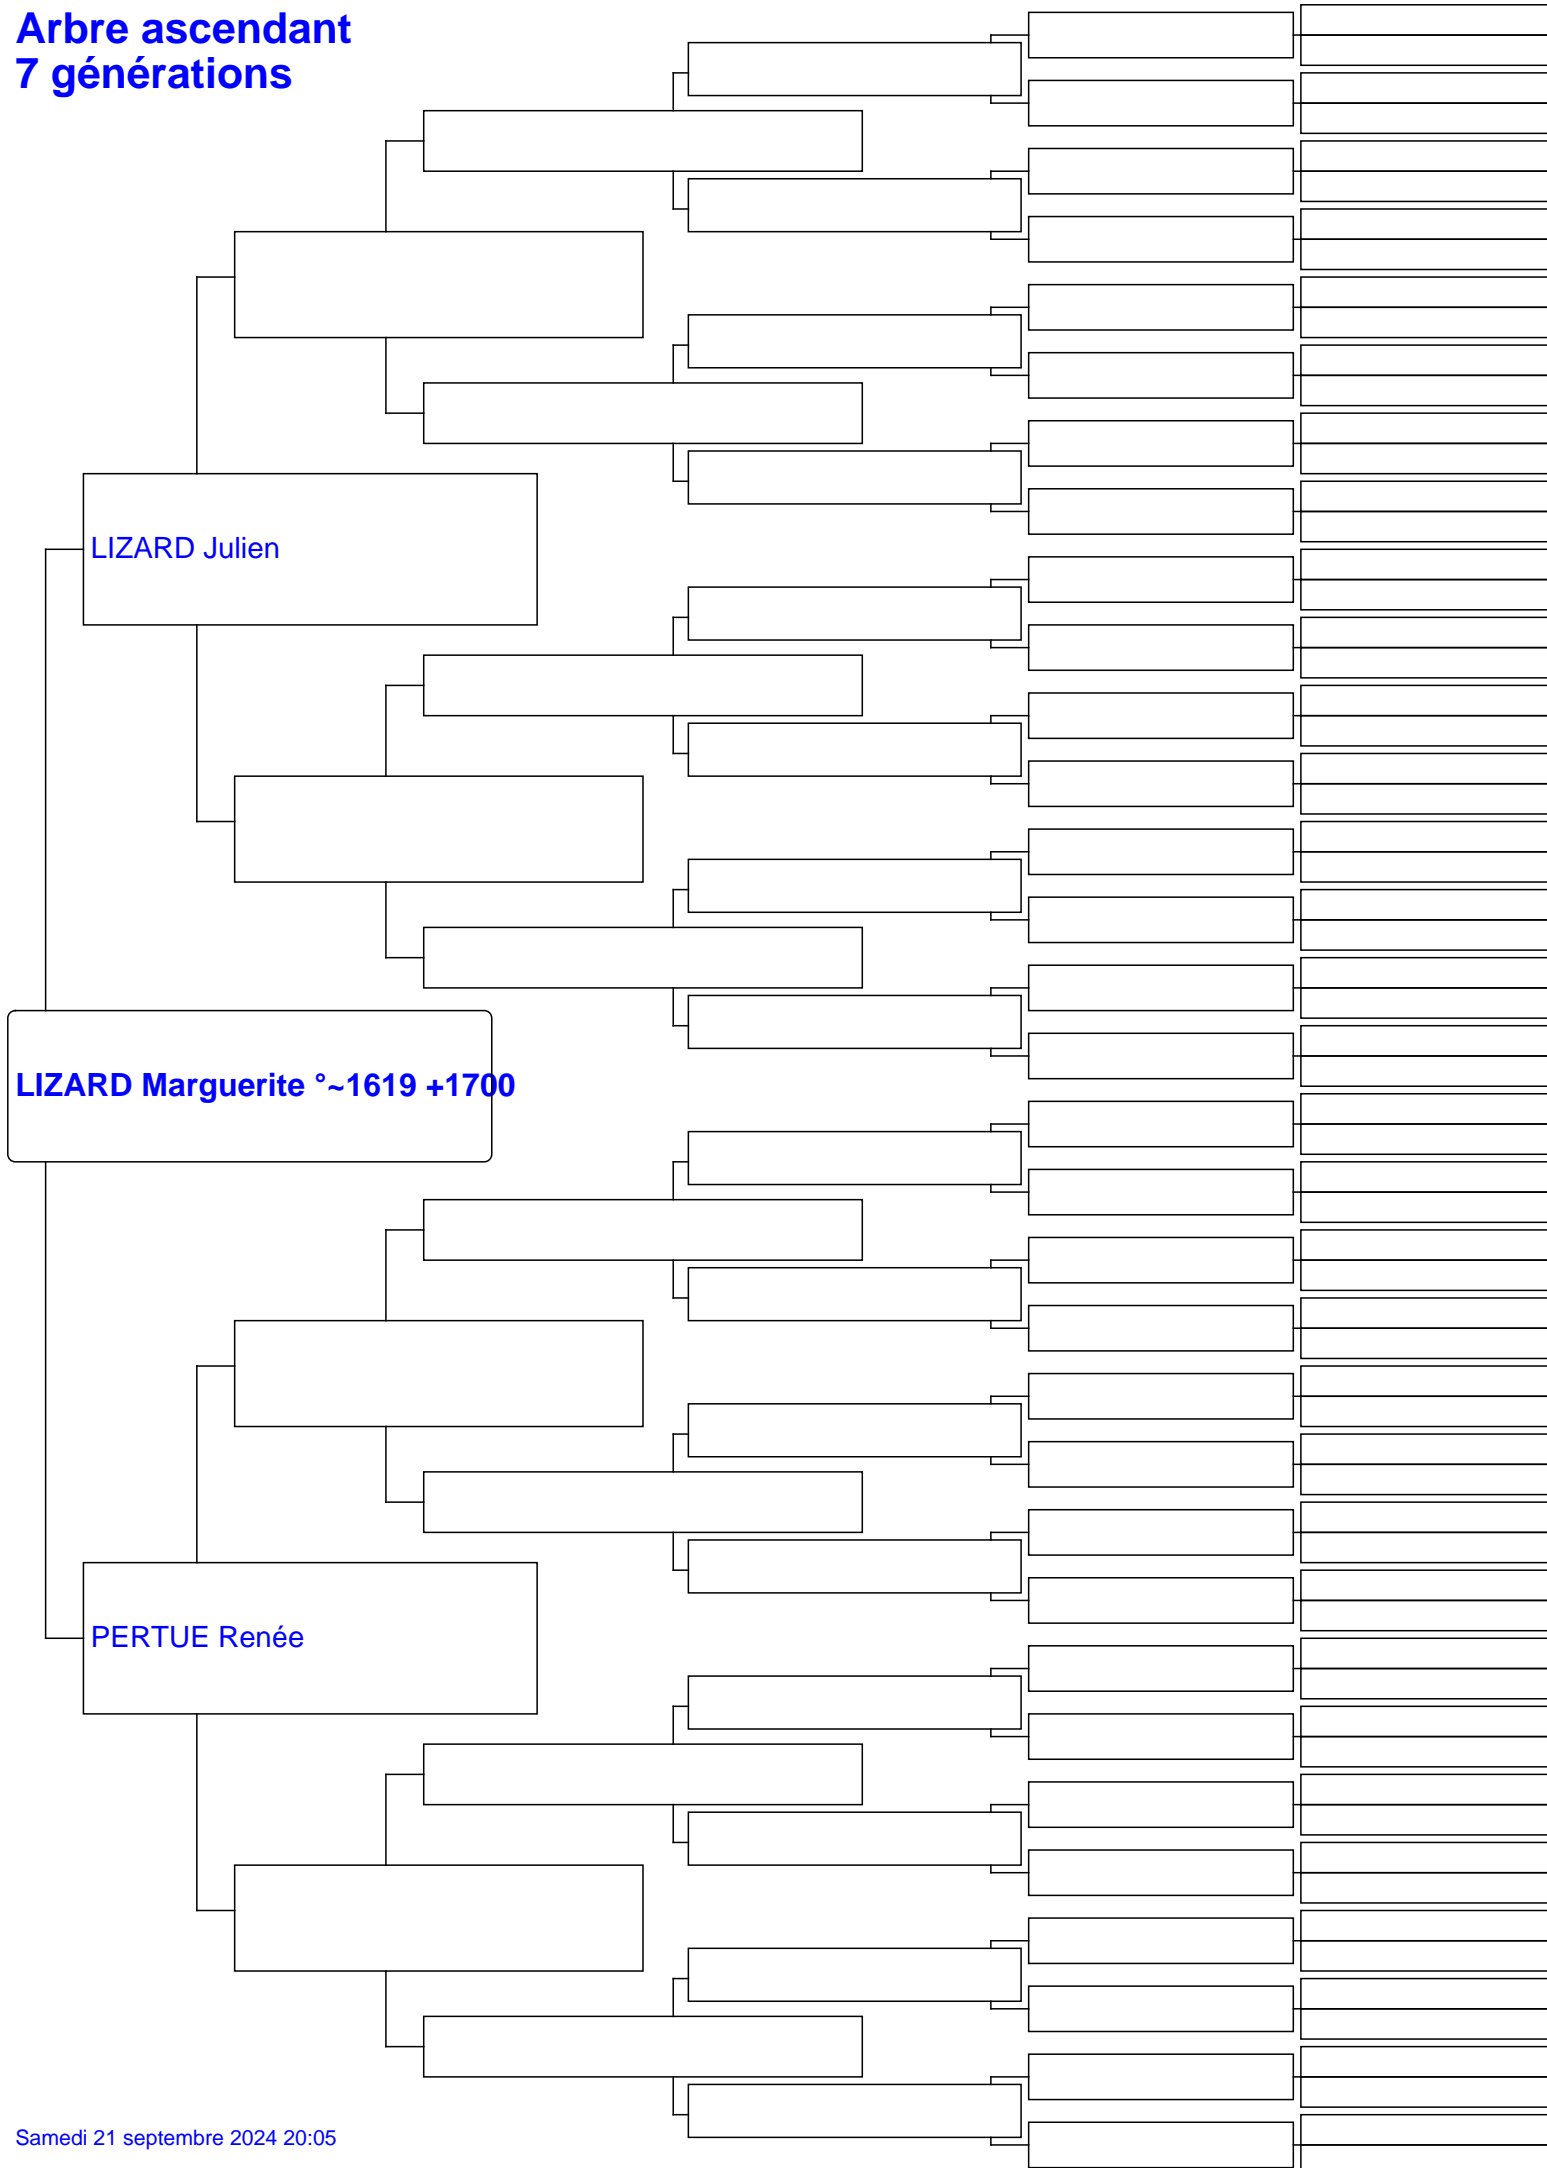 Arbre ascendant
7 générations
LIZARD Julien
LIZARD Marguerite °~1619 +1700
PERTUE Renée
Samedi 21 septembre 2024 20:05